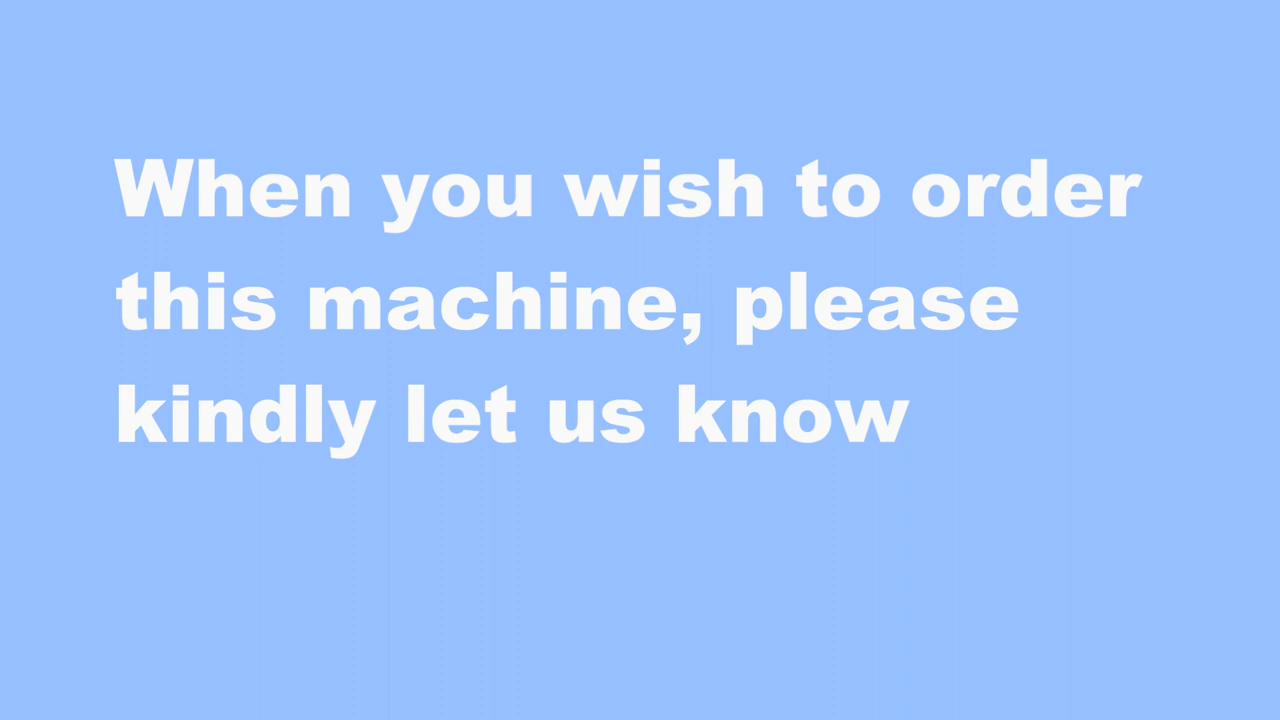 When you wish to order
this machine, please
kindly let us know